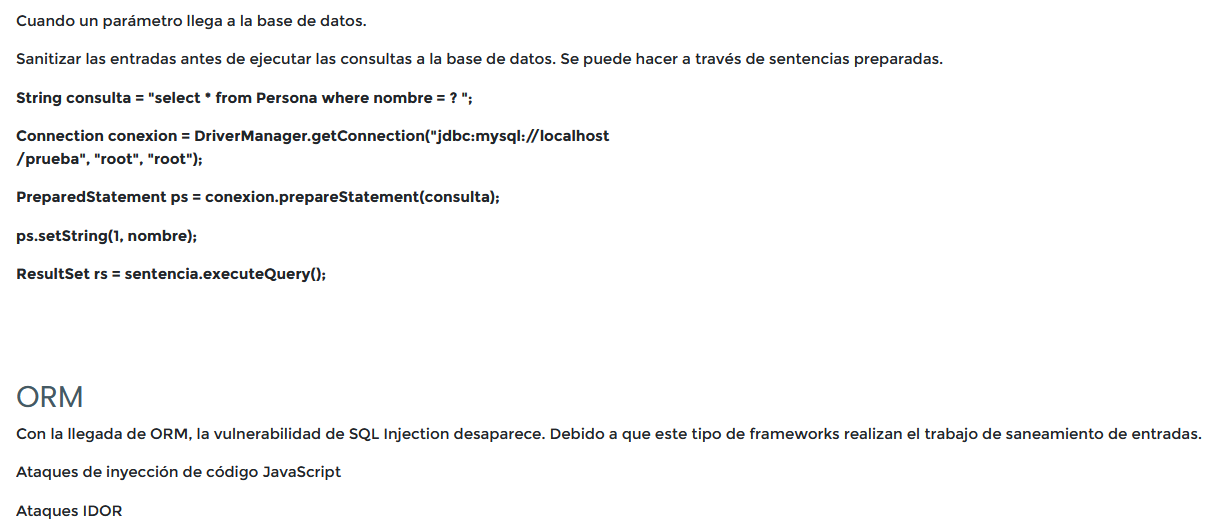 Cuando un parámetro llega a la base de datos.
Sanitizar las entradas antes de ejecutar las consultas a la base de datos. Se puede hacer a través de sentencias preparadas.
String consulta = "select * from Persona where nombre = ? ";
Connection conexion = DriverManager.getConnection("jdbc:mysql://localhost
/prueba", "root", "root");
PreparedStatement ps = conexion.prepareStatement(consulta);
ps.setString(1, nombre);
ResultSet rs = sentencia.executeQuery();
ORM
Con la llegada de ORM, la vulnerabilidad de SQL Injection desaparece. Debido a que este tipo de frameworks realizan el trabajo de saneamiento de entradas.
Ataques de inyección de código JavaScript
Ataques IDOR